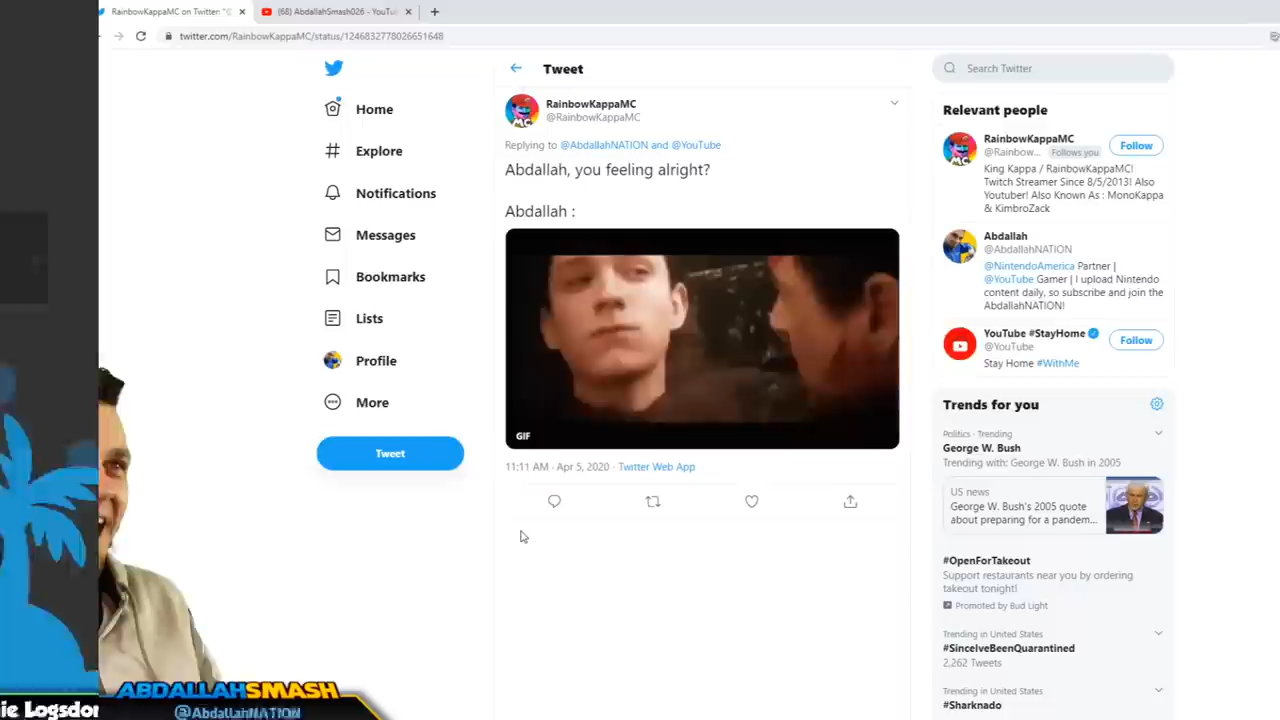 RainbowKappaMC on Twitter: "@
(68) AbdallahSmash026 - YouTu
twitter.com/RainbowKappaMC/status/1246832778026651648
Home
Explore
Notifications
Messages
Bookmarks
Lists
Profile
More
Tweet
Tweet
RainbowKappaMC
@RainbowKappaMC
Replying to @AbdallahNATION and @YouTube
Abdallah, you feeling alright?
Abdallah :
MC
GIF
11:11 AM · Apr 5, 2020 · Twitter Web App
Search Twitter
Relevant people
RainbowKappaMC
@Rainbow... Follows you
Follow
King Kappa / RainbowKappaMC!
Twitch Streamer Since 8/5/2013! Also
Youtuber! Also Known As : MonoKappa
& KimbroZack
Abdallah
@AbdallahNATION
@NintendoAmerica Partner |
@YouTube Gamer | I upload Nintendo
content daily, so subscribe and join the
AbdallahNATION!
YouTube #StayHome
@YouTube
Follow
Stay Home #WithMe
Trends for you
Politics · Trending
George W. Bush
Trending with: George W. Bush in 2005
US news
George W. Bush's 2005 quote
about preparing for a pandem...
#OpenForTakeout
Support restaurants near you by ordering
takeout tonight!
Promoted by Bud Light
Trending in United States
#SinceIveBeenQuarantined
2,262 Tweets
Trending in United States
#Sharknado
ABDALLAHSMASH
@AbdallahNATION
ie Logsdon